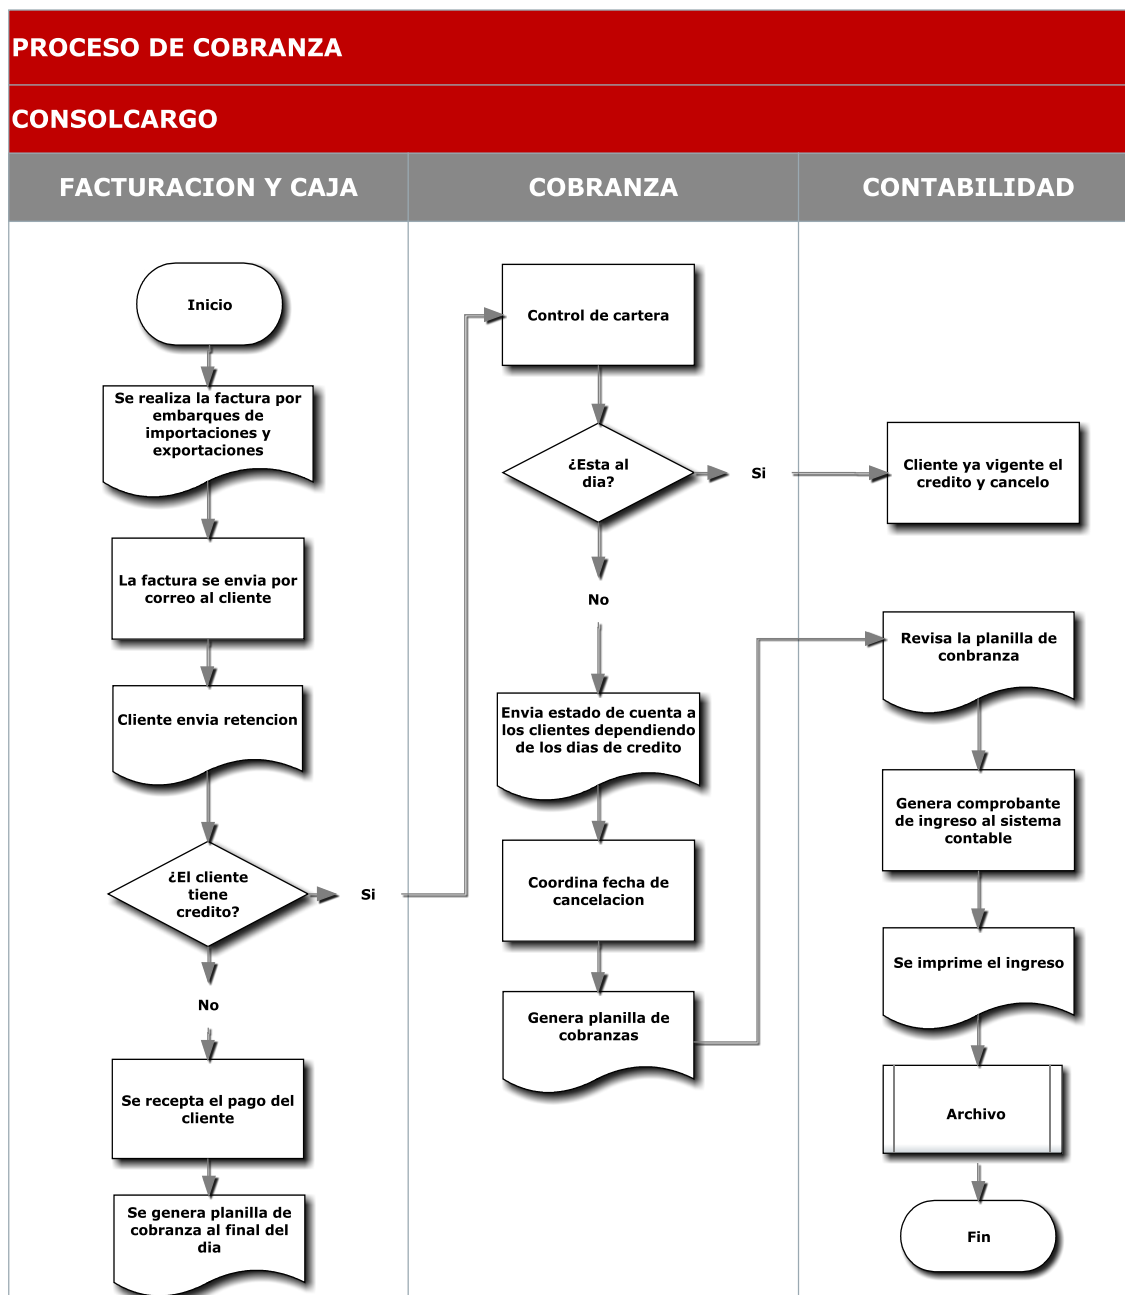 PROCESO DE COBRANZA
CONSOLCARGO
FACTURACION Y CAJA
COBRANZA
CONTABILIDAD
Inicio
Se realiza la factura por
embarques de
importaciones y
exportaciones
La factura se envia por
correo al cliente
Cliente envia retencion
¿El cliente
tiene
credito?
Si
No
Se recepta el pago del
cliente
Se genera planilla de
cobranza al final del
dia
Control de cartera
¿Esta al
dia?
Si
No
Envia estado de cuenta a
los clientes dependiendo
de los dias de credito
Coordina fecha de
cancelacion
Genera planilla de
cobranzas
Cliente ya vigente el
credito y cancelo
Revisa la planilla de
conbranza
Genera comprobante
de ingreso al sistema
contable
Se imprime el ingreso
Archivo
Fin